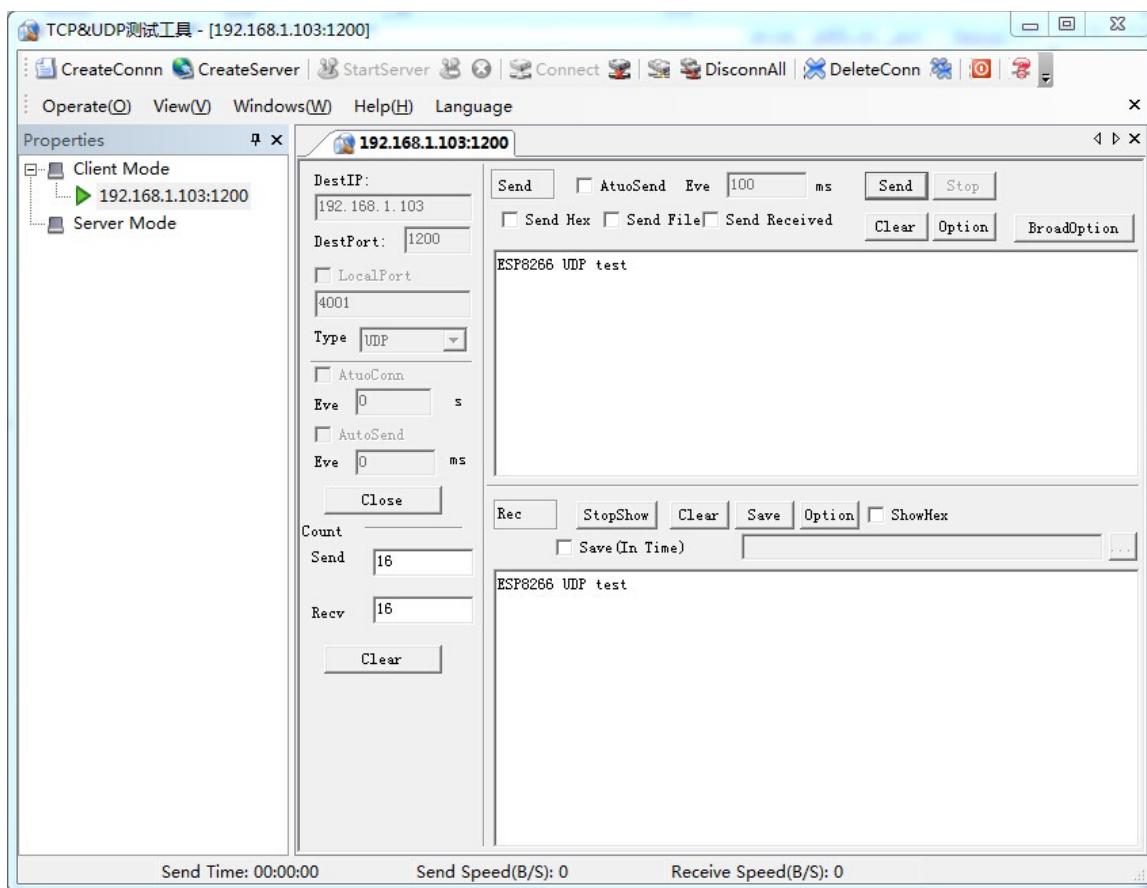 TCP&UDP测试工具 - [192.168.1.103:1200]
CreateConnn CreateServer StartServer Connect DisconnAll DeleteConn
Operate(O) View(V) Windows(W) Help(H) Language
Properties
192.168.1.103:1200
Client Mode
192.168.1.103:1200
Server Mode
DestIP:
192.168.1.103
DestPort: 1200
LocalPort
4001
Type UDP
AtuoConn
Eve 0 s
AutoSend
Eve 0 ms
Close
Count
Send 16
Recv 16
Clear
Send AtuoSend Eve 100 ms Send Stop
Send Hex Send File Send Received Clear Option BroadOption
ESP8266 UDP test
Rec StopShow Clear Save Option ShowHex
Save(In Time) ...
ESP8266 UDP test
Send Time: 00:00:00 Send Speed(B/S): 0 Receive Speed(B/S): 0